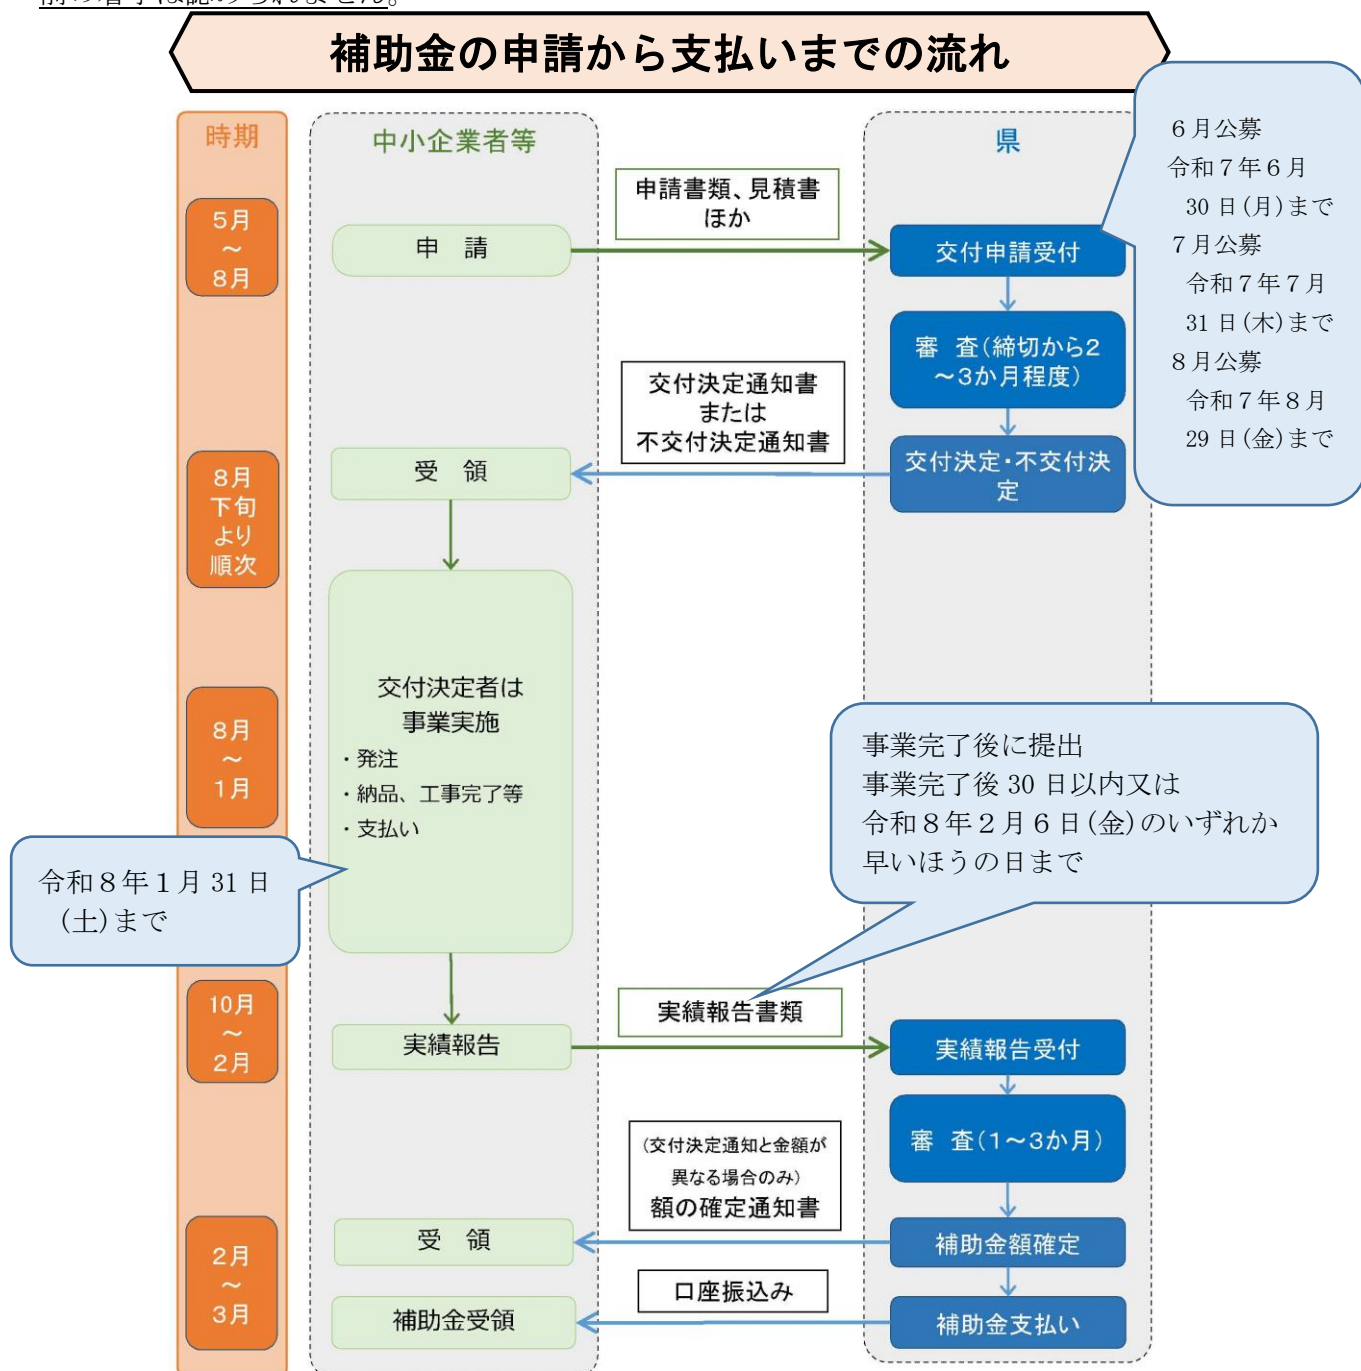 補助金の申請から支払いまでの流れ
時期
中小企業者等
県
5月
～
8月
申 請
申請書類、見積書
ほか
交付申請受付
6月公募
令和7年6月
30日(月)まで
7月公募
令和7年7月
31日(木)まで
8月公募
令和7年8月
29日(金)まで
審 査(締切から2
～3か月程度)
交付決定通知書
または
不交付決定通知書
8月
下旬
より
順次
受 領
交付決定・不交付決
定
8月
～
1月
交付決定者は
事業実施
・発注
・納品、工事完了等
・支払い
令和8年1月31日
(土)まで
事業完了後に提出
事業完了後30日以内又は
令和8年2月6日(金)のいずれか
早いほうの日まで
10月
～
2月
実績報告
実績報告書類
実績報告受付
審 査(1～3か月)
(交付決定通知と金額が
異なる場合のみ)
額の確定通知書
2月
～
3月
受 領
補助金額確定
口座振込み
補助金受領
補助金支払い